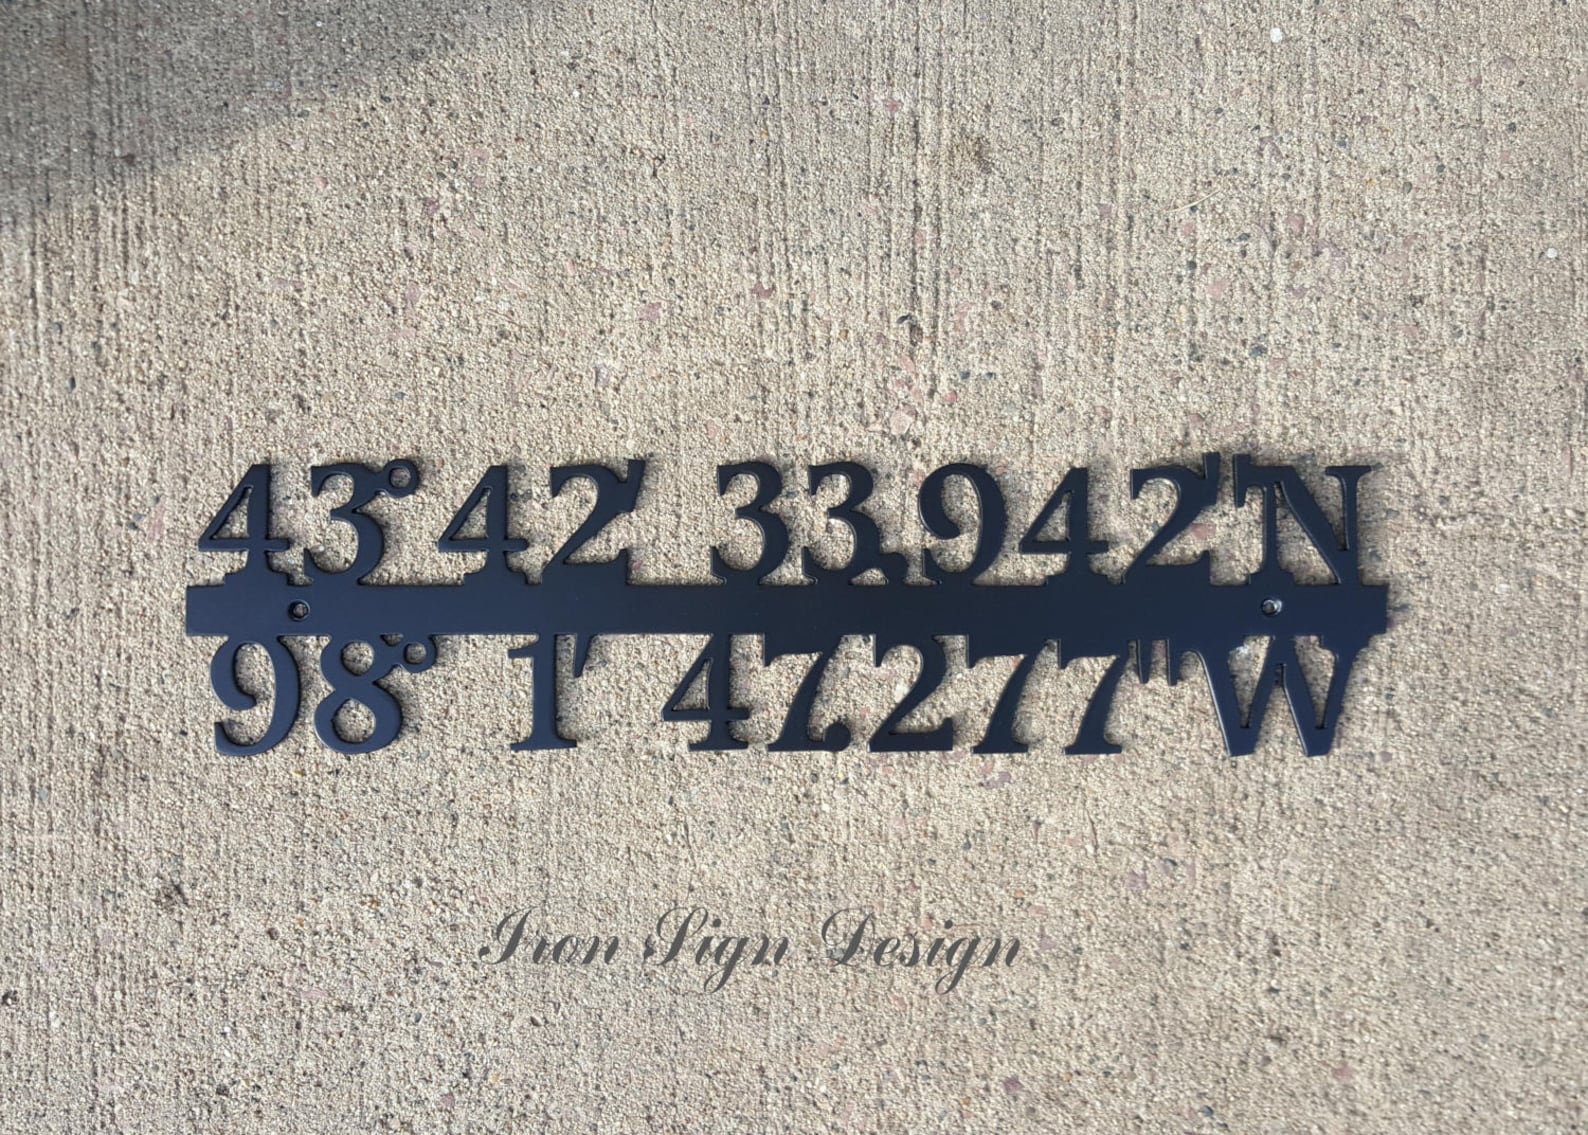 43°42' 33.942"N
98° 1' 47.277"W
Iron Sign Design